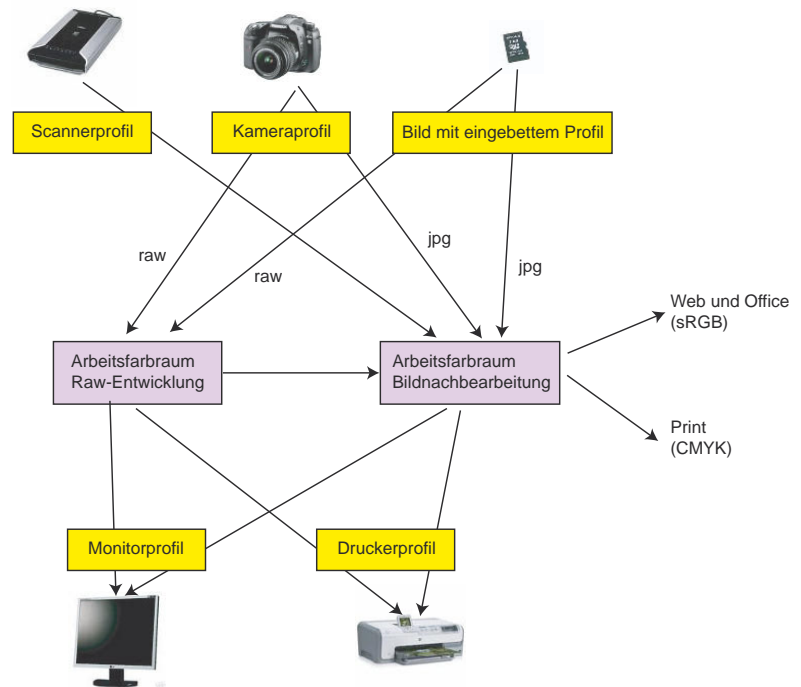 Scannerprofil
Kameraprofil
Bild mit eingebettem Profil
raw
raw
jpg
jpg
Web und Office
(sRGB)
Arbeitsfarbraum
Raw-Entwicklung
Arbeitsfarbraum
Bildnachbearbeitung
Print
(CMYK)
Monitorprofil
Druckerprofil